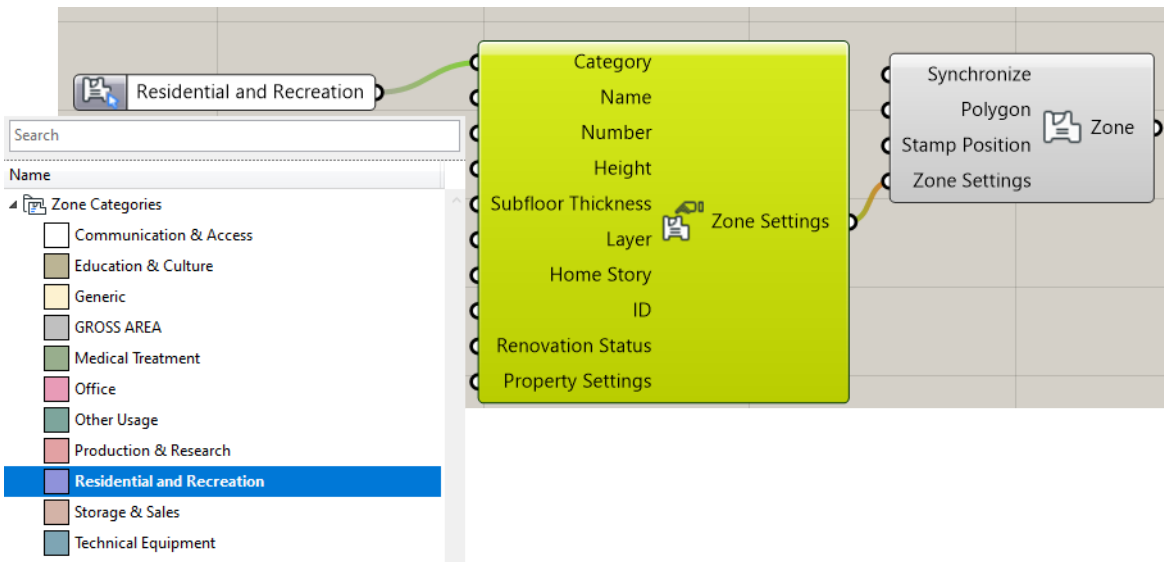 Residential and Recreation
Category
Name
Number
Height
Subfloor Thickness
Layer
Home Story
ID
Renovation Status
Property Settings
Zone Settings
Synchronize
Polygon
Stamp Position
Zone Settings
Zone
Search
Name
Zone Categories
Communication & Access
Education & Culture
Generic
GROSS AREA
Medical Treatment
Office
Other Usage
Production & Research
Residential and Recreation
Storage & Sales
Technical Equipment